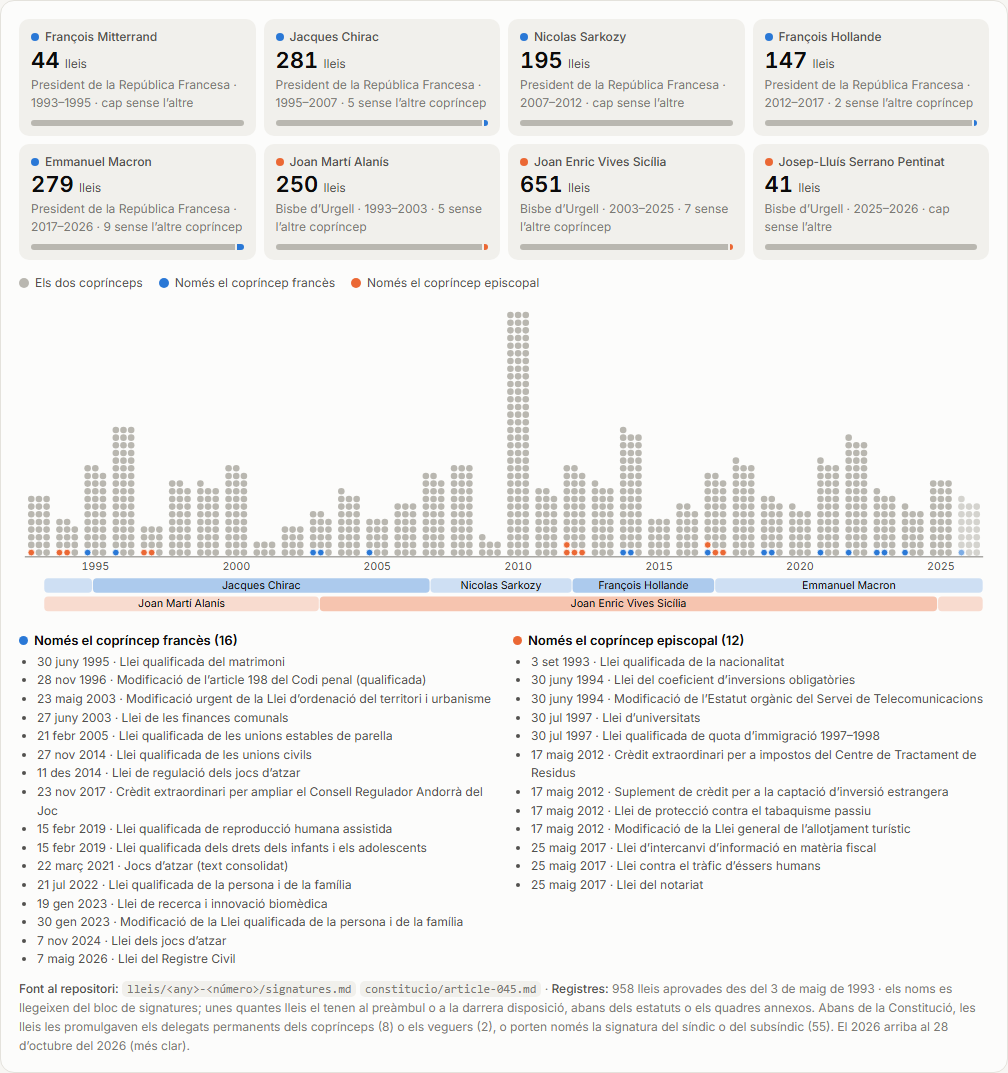 François Mitterrand
44 lleis
President de la República Francesa ·
1993–1995 · cap sense l’altre
Jacques Chirac
281 lleis
President de la República Francesa ·
1995–2007 · 5 sense l’altre copríncep
Nicolas Sarkozy
195 lleis
President de la República Francesa ·
2007–2012 · cap sense l’altre
François Hollande
147 lleis
President de la República Francesa ·
2012–2017 · 2 sense l’altre copríncep
Emmanuel Macron
279 lleis
President de la República Francesa ·
2017–2026 · 9 sense l’altre copríncep
Joan Martí Alanís
250 lleis
Bisbe d’Urgell · 1993–2003 · 5 sense
l’altre copríncep
Joan Enric Vives Sicília
651 lleis
Bisbe d’Urgell · 2003–2025 · 7 sense
l’altre copríncep
Josep-Lluís Serrano Pentinat
41 lleis
Bisbe d’Urgell · 2025–2026 · cap
sense l’altre
Els dos coprínceps
Només el copríncep francès
Només el copríncep episcopal
1995 2000 2005 2010 2015 2020 2025
Jacques Chirac Nicolas Sarkozy François Hollande Emmanuel Macron
Joan Martí Alanís Joan Enric Vives Sicília
Només el copríncep francès (16)
• 30 juny 1995 · Llei qualificada del matrimoni
• 28 nov 1996 · Modificació de l’article 198 del Codi penal (qualificada)
• 23 maig 2003 · Modificació urgent de la Llei d’ordenació del territori i urbanisme
• 27 juny 2003 · Llei de les finances comunals
• 21 febr 2005 · Llei qualificada de les unions estables de parella
• 27 nov 2014 · Llei qualificada de les unions civils
• 11 des 2014 · Llei de regulació dels jocs d’atzar
• 23 nov 2017 · Crèdit extraordinari per ampliar el Consell Regulador Andorrà del
Joc
• 15 febr 2019 · Llei qualificada de reproducció humana assistida
• 15 febr 2019 · Llei qualificada dels drets dels infants i els adolescents
• 22 març 2021 · Jocs d’atzar (text consolidat)
• 21 jul 2022 · Llei qualificada de la persona i de la família
• 19 gen 2023 · Llei de recerca i innovació biomèdica
• 30 gen 2023 · Modificació de la Llei qualificada de la persona i de la família
• 7 nov 2024 · Llei dels jocs d’atzar
• 7 maig 2026 · Llei del Registre Civil
Només el copríncep episcopal (12)
• 3 set 1993 · Llei qualificada de la nacionalitat
• 30 juny 1994 · Llei del coeficient d’inversions obligatòries
• 30 juny 1994 · Modificació de l’Estatut orgànic del Servei de Telecomunicacions
• 30 jul 1997 · Llei d’universitats
• 30 jul 1997 · Llei qualificada de quota d’immigració 1997–1998
• 17 maig 2012 · Crèdit extraordinari per a impostos del Centre de Tractament de
Residus
• 17 maig 2012 · Suplement de crèdit per a la captació d’inversió estrangera
• 17 maig 2012 · Llei de protecció contra el tabaquisme passiu
• 17 maig 2012 · Modificació de la Llei general de l’allotjament turístic
• 25 maig 2017 · Llei d’intercanvi d’informació en matèria fiscal
• 25 maig 2017 · Llei contra el tràfic d’éssers humans
• 25 maig 2017 · Llei del notariat
Font al repositori: lleis/<any>-<número>/signatures.md constitucio/article-045.md · Registres: 958 lleis aprovades des del 3 de maig de 1993 · els noms es
llegeixen del bloc de signatures; unes quantes lleis el tenen al preàmbul o a la darrera disposició, abans dels estatuts o els quadres annexos. Abans de la Constitució, les
lleis les promulgaven els delegats permanents dels coprínceps (8) o els veguers (2), o porten només la signatura del síndic o del subsíndic (55). El 2026 arriba al 28
d’octubre del 2026 (més clar).